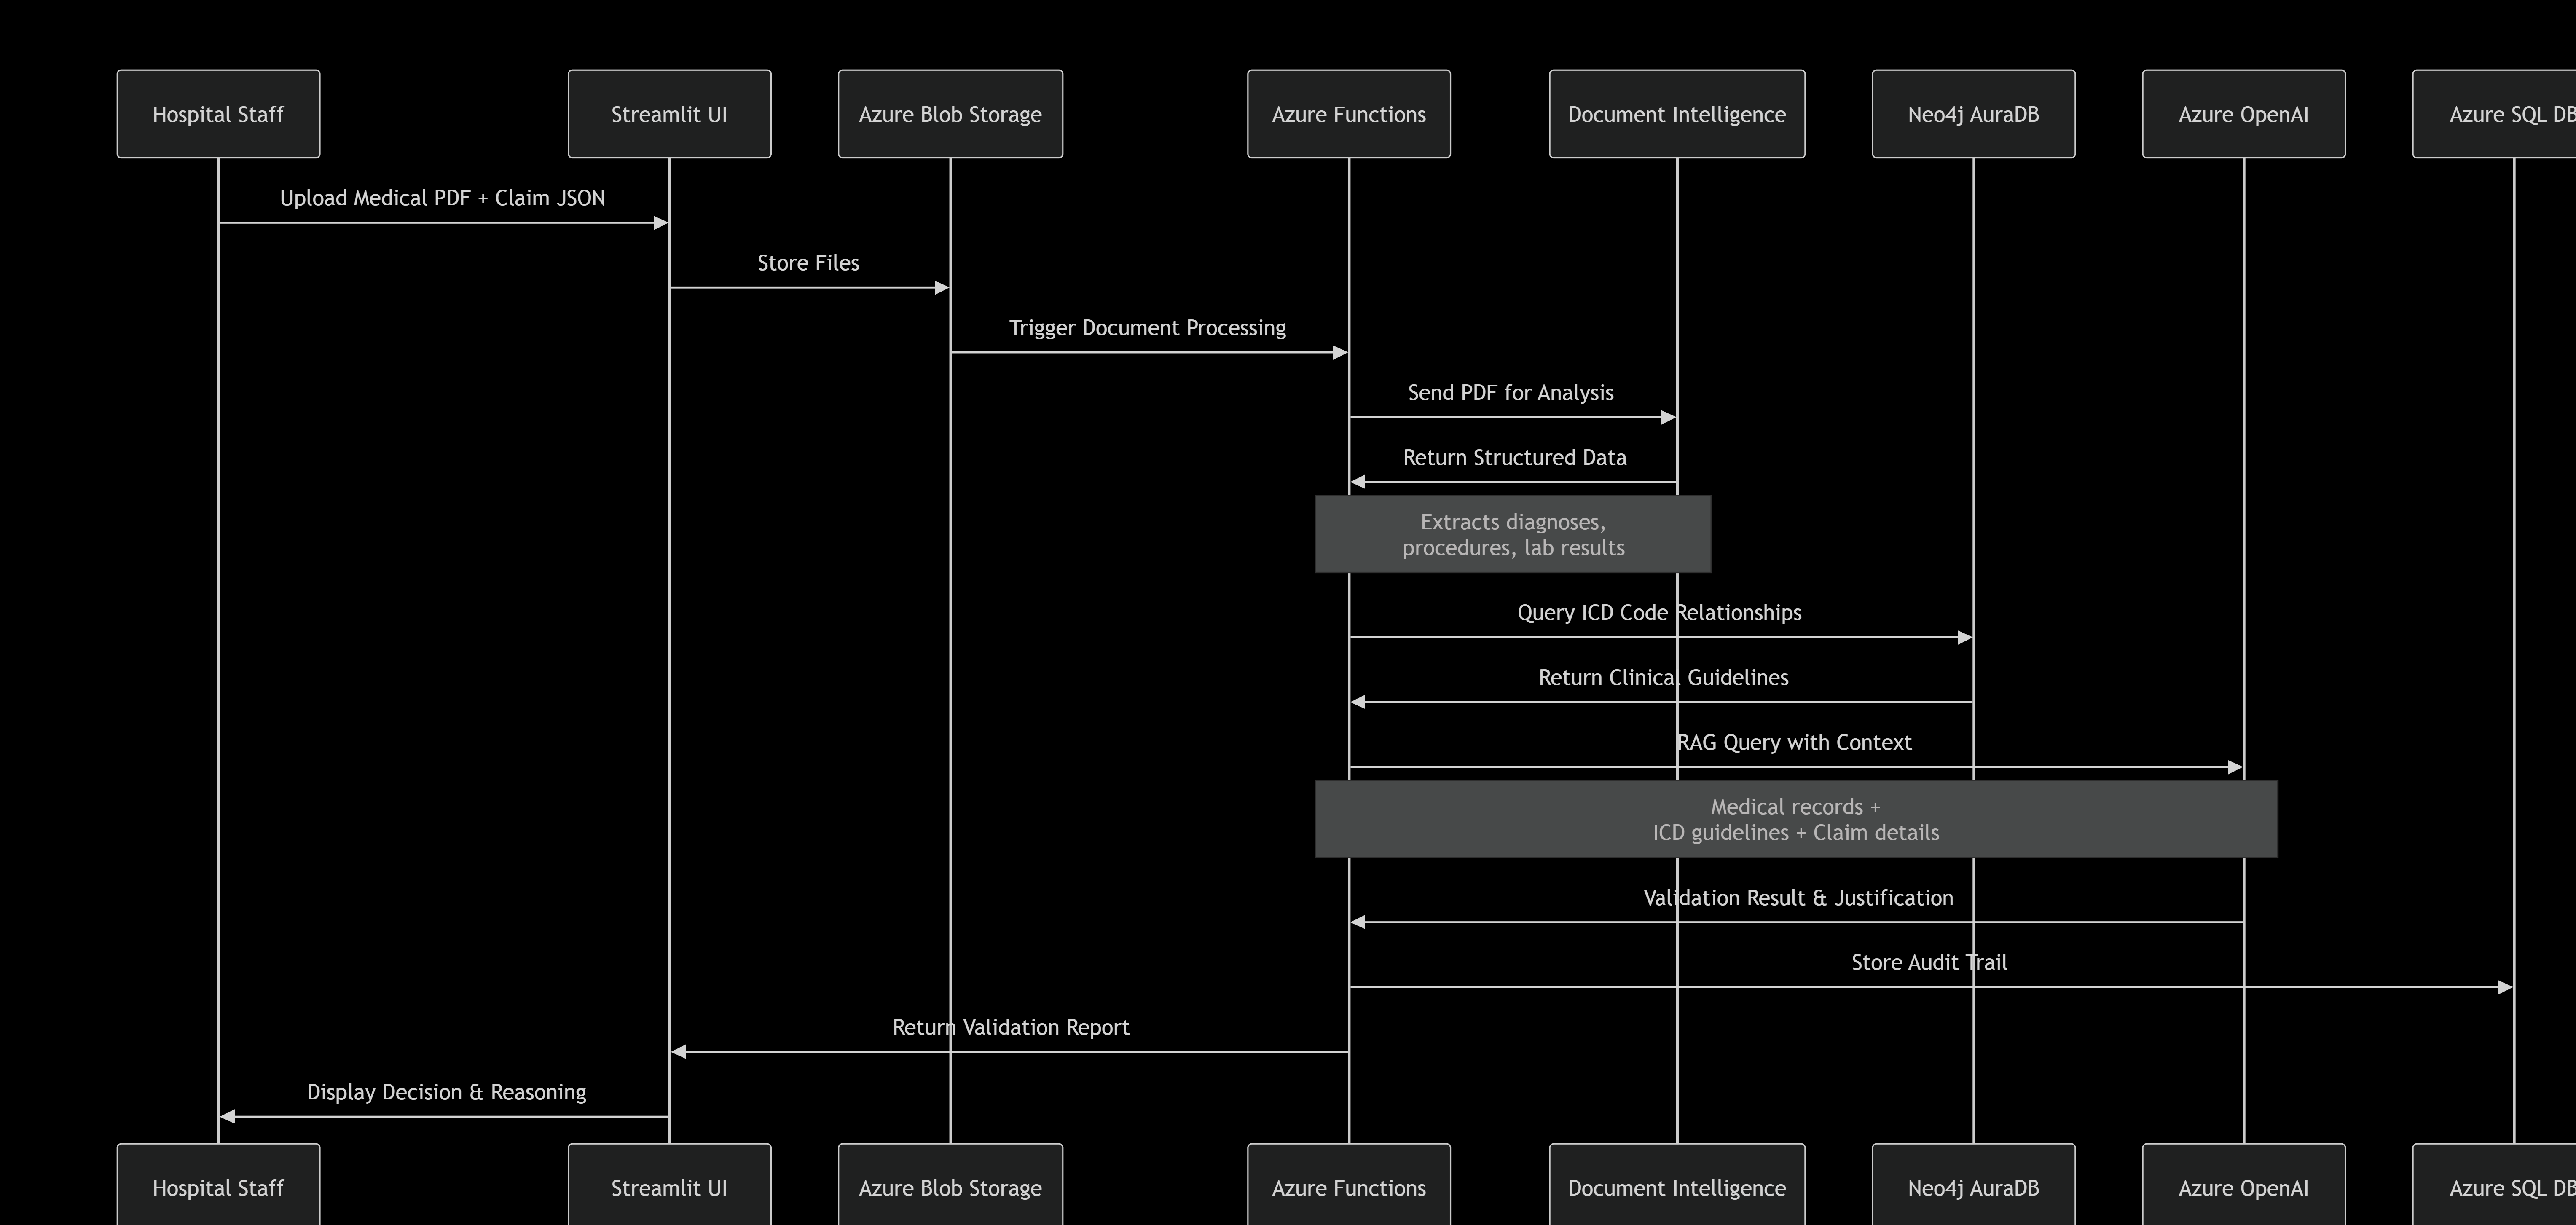 Hospital Staff
Streamlit UI
Azure Blob Storage
Azure Functions
Document Intelligence
Neo4j AuraDB
Azure OpenAI
Azure SQL DB
Upload Medical PDF + Claim JSON
Store Files
Trigger Document Processing
Send PDF for Analysis
Return Structured Data
Extracts diagnoses,
procedures, lab results
Query ICD Code Relationships
Return Clinical Guidelines
RAG Query with Context
Medical records +
ICD guidelines + Claim details
Validation Result & Justification
Store Audit Trail
Return Validation Report
Display Decision & Reasoning
Hospital Staff
Streamlit UI
Azure Blob Storage
Azure Functions
Document Intelligence
Neo4j AuraDB
Azure OpenAI
Azure SQL DB